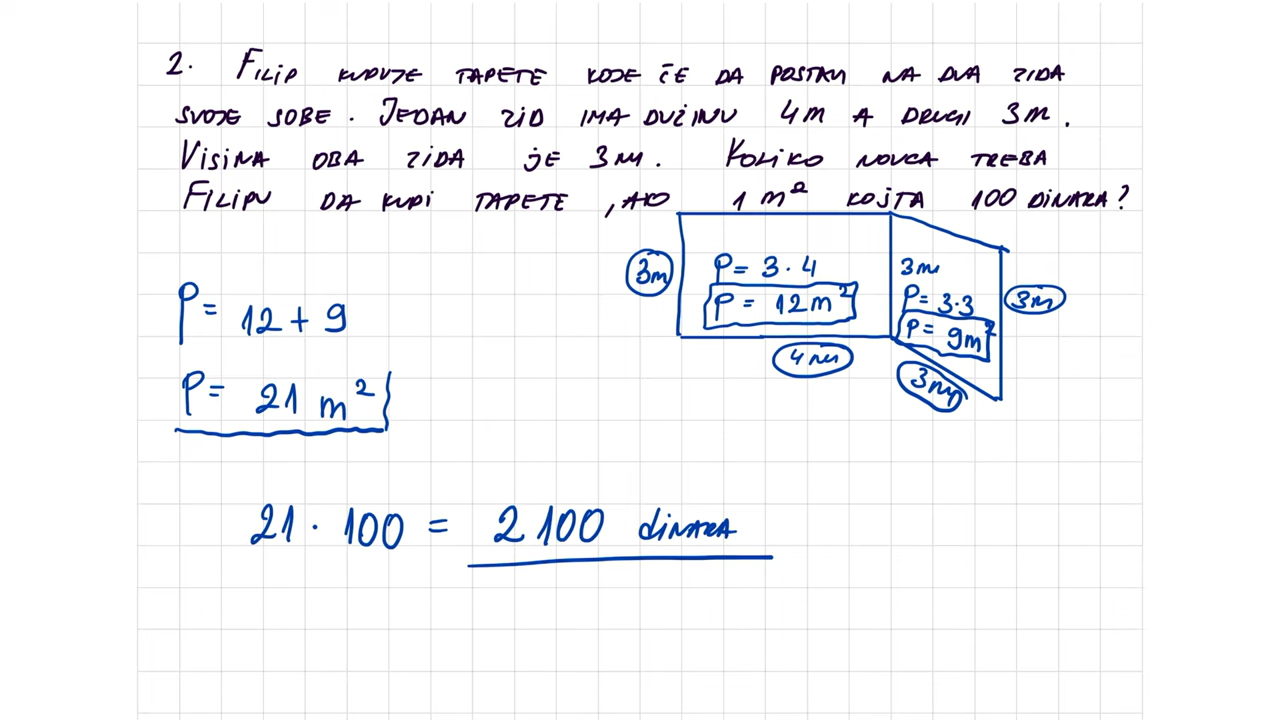 2. Filip kupuje tapete koje će da postavi na dva zida
svoje sobe. Jedan zid ima dužinu 4m a drugi 3m.
Visina oba zida je 3m. Koliko novca treba
Filipu da kupi tapete, ako 1 m² košta 100 dinara?
3m
P = 3 · 4
P = 12m²
4m
3m
P = 3·3
P = 9m²
3m
3m
P = 12 + 9
P = 21 m²
21 · 100 = 2100 dinara